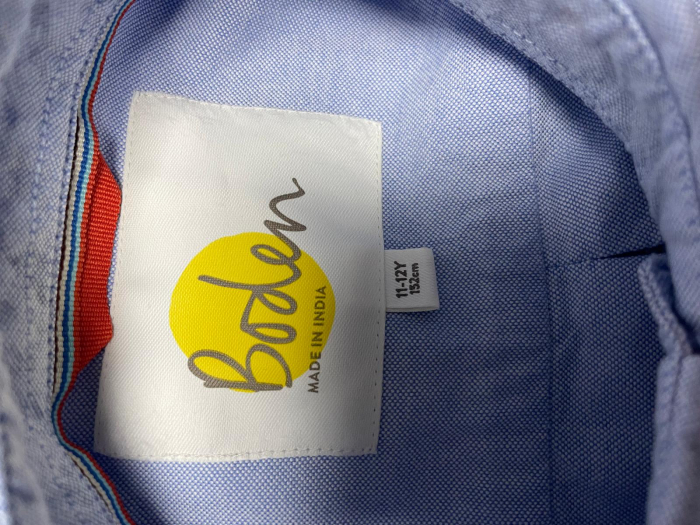 Boden
MADE IN INDIA
11-12Y
152cm